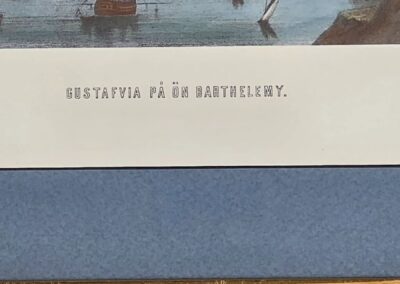 GUSTAFVIA PÅ ÖN BARTHELEMY.